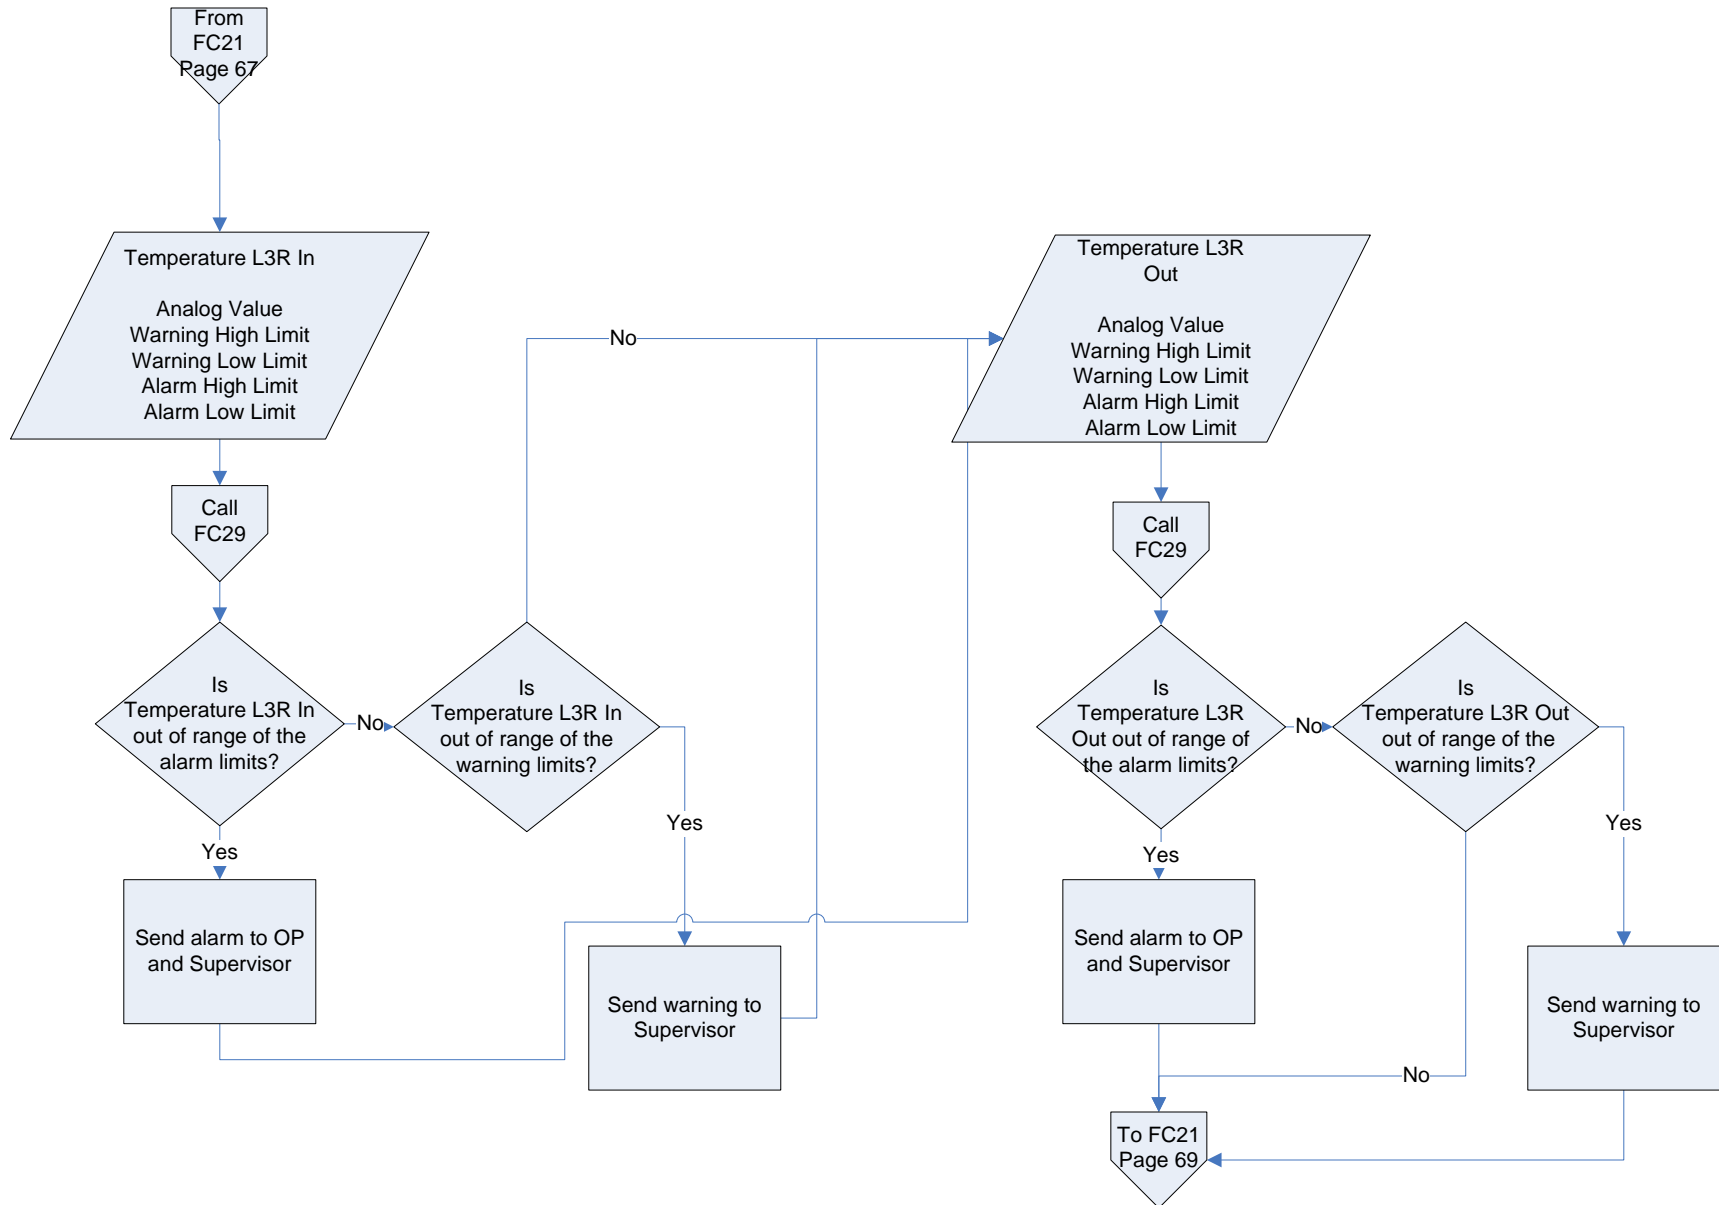 From
FC21
Page 67
Temperature L3R In
Analog Value
Warning High Limit
Warning Low Limit
Alarm High Limit
Alarm Low Limit
Call
FC29
Is
Temperature L3R In
out of range of the
alarm limits?
No
Is
Temperature L3R In
out of range of the
warning limits?
No
Yes
Send alarm to OP
and Supervisor
Yes
Send warning to
Supervisor
Temperature L3R
Out
Analog Value
Warning High Limit
Warning Low Limit
Alarm High Limit
Alarm Low Limit
Call
FC29
Is
Temperature L3R
Out out of range of
the alarm limits?
No
Is
Temperature L3R Out
out of range of the
warning limits?
Yes
Yes
Send alarm to OP
and Supervisor
Send warning to
Supervisor
No
To FC21
Page 69